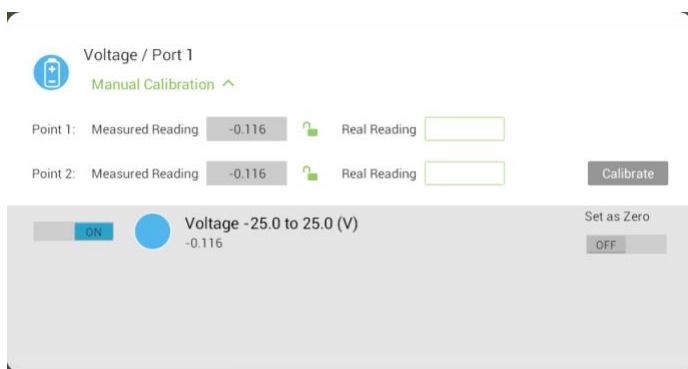 Voltage / Port 1
Manual Calibration
Point 1: Measured Reading -0.116 Real Reading
Point 2: Measured Reading -0.116 Real Reading Calibrate
ON Voltage -25.0 to 25.0 (V) Set as Zero
-0.116 OFF